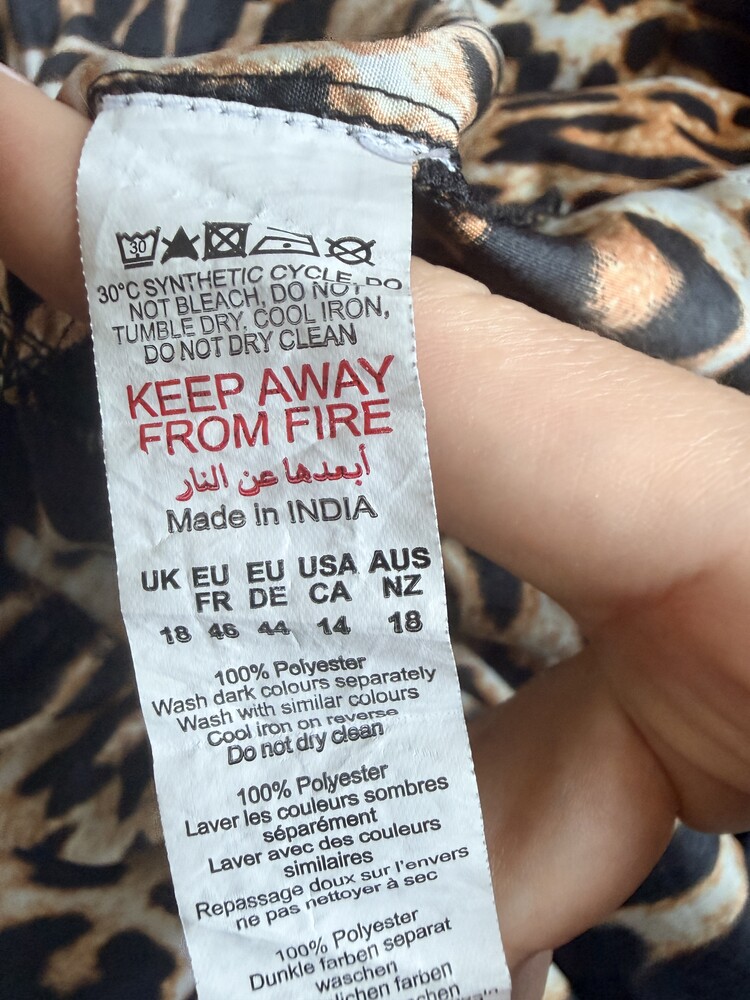 30
30°C SYNTHETIC CYCLE, DO
NOT BLEACH, DO NOT
TUMBLE DRY, COOL IRON,
DO NOT DRY CLEAN
KEEP AWAY
FROM FIRE
أبعدها عن النار
Made in INDIA
UK EU EU USA AUS
FR DE CA NZ
18 46 44 14 18
100% Polyester
Wash dark colours separately
Wash with similar colours
Cool iron on reverse
Do not dry clean
100% Polyester
Laver les couleurs sombres
séparément
Laver avec des couleurs
similaires
Repassage doux sur l'envers
ne pas nettoyer à sec
100% Polyester
Dunkle farben separat
waschen
farben